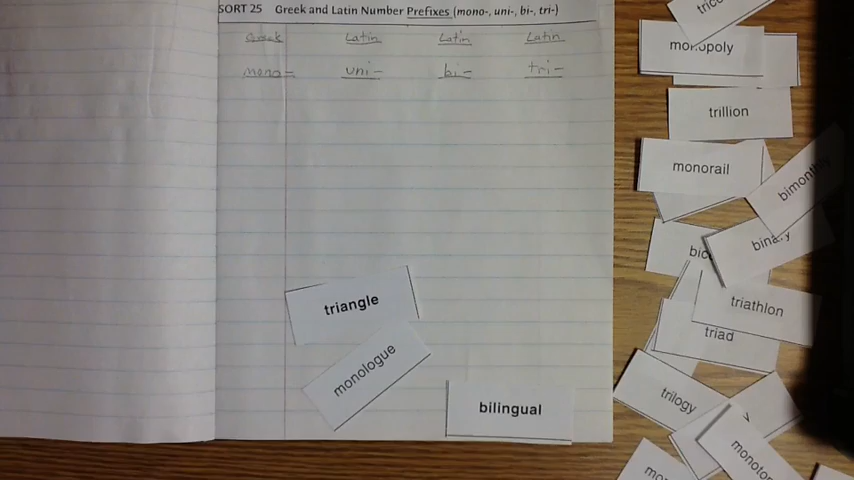 SORT 25 Greek and Latin Number Prefixes (mono-, uni-, bi-, tri-)
Greek Latin Latin Latin
mono- uni- bi- tri-
monopoly
trillion
monorail
bimonthly
binary
triangle
triathlon
triad
monologue
trilogy
bilingual